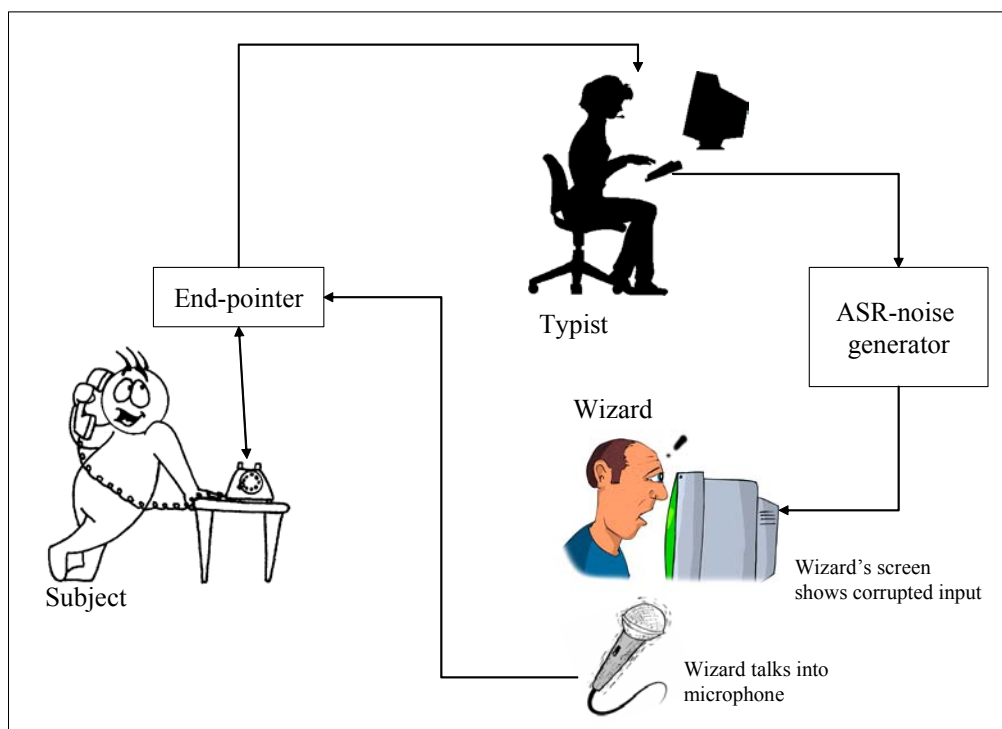 End-pointer
Typist
ASR-noise
generator
Wizard
Subject
Wizard’s screen
shows corrupted input
Wizard talks into
microphone